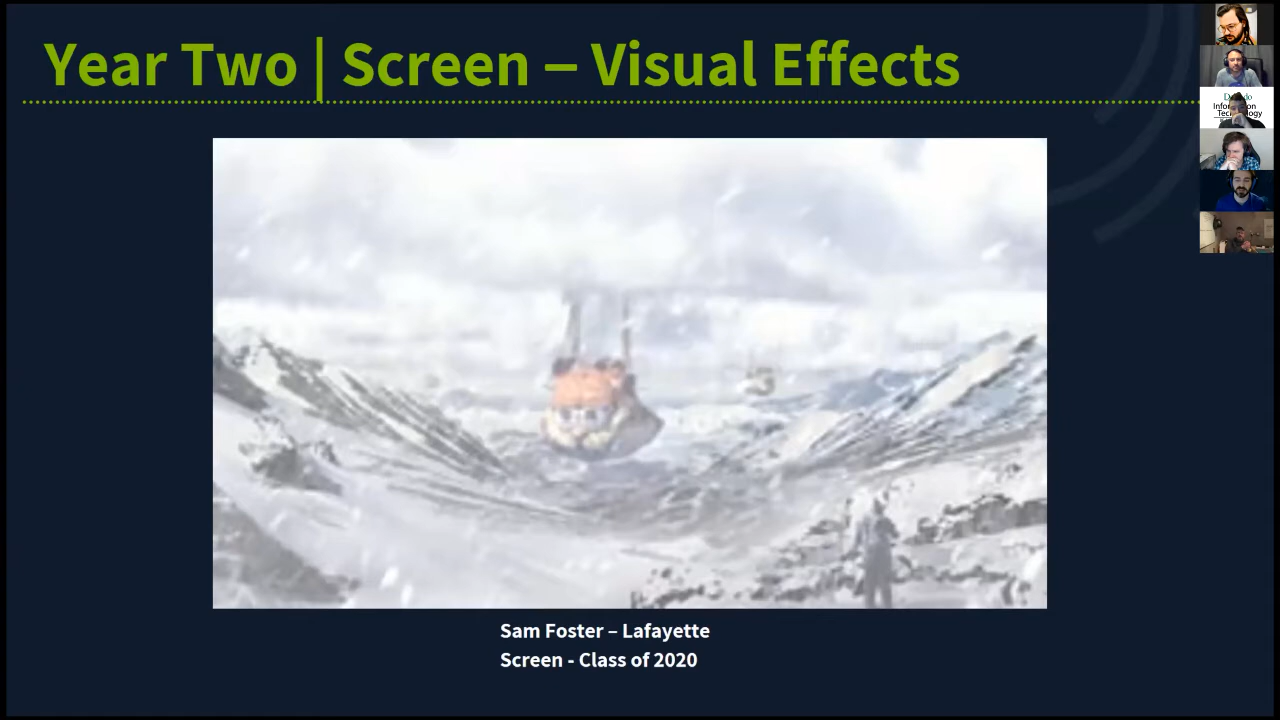 Year Two | Screen – Visual Effects
Sam Foster – Lafayette
Screen - Class of 2020